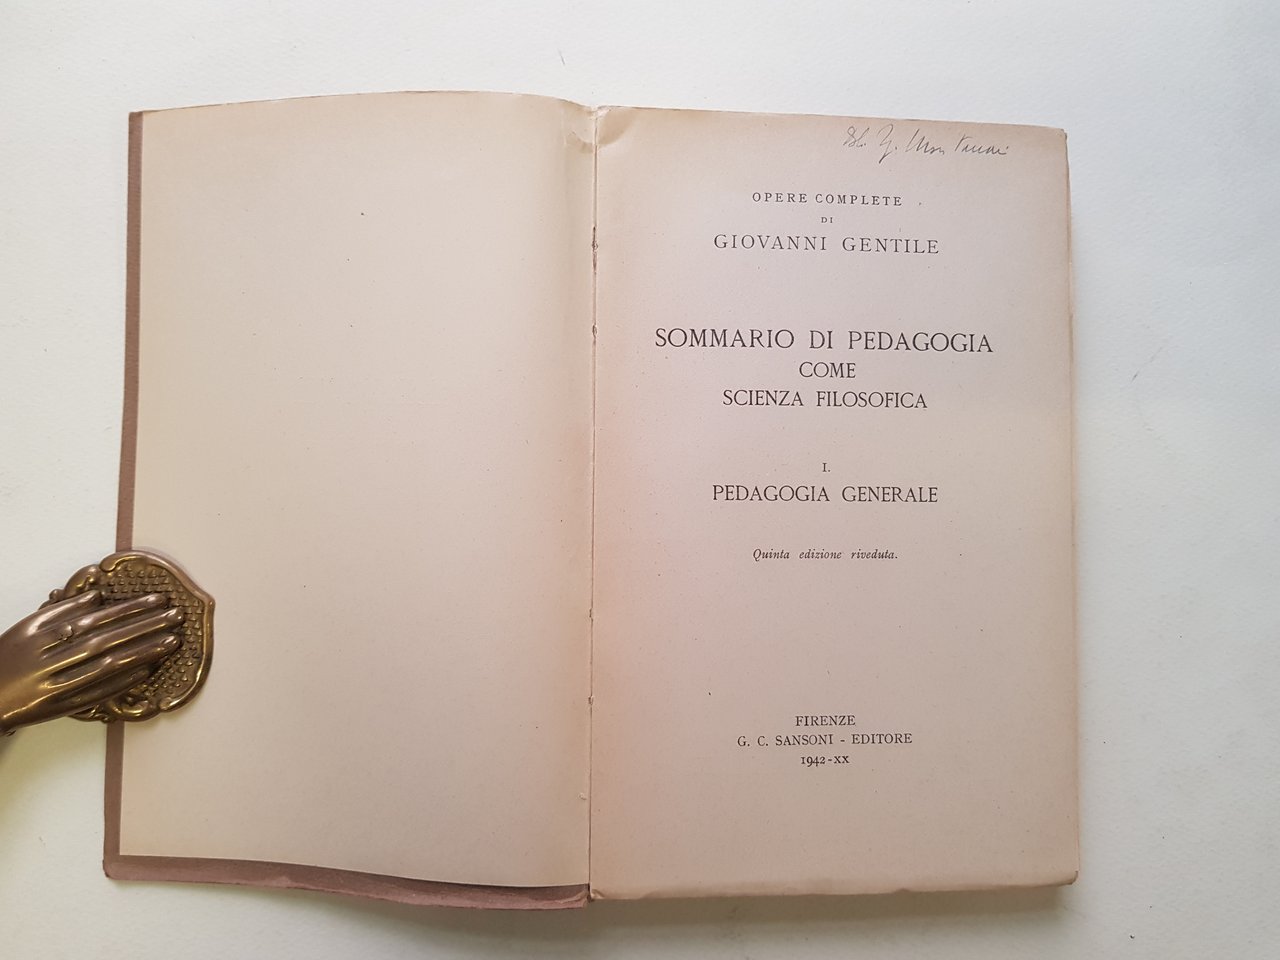 OPERE COMPLETE
DI
GIOVANNI GENTILE
SOMMARIO DI PEDAGOGIA
COME
SCIENZA FILOSOFICA
I.
PEDAGOGIA GENERALE
Quinta edizione riveduta.
FIRENZE
G. C. SANSONI - EDITORE
1942-XX